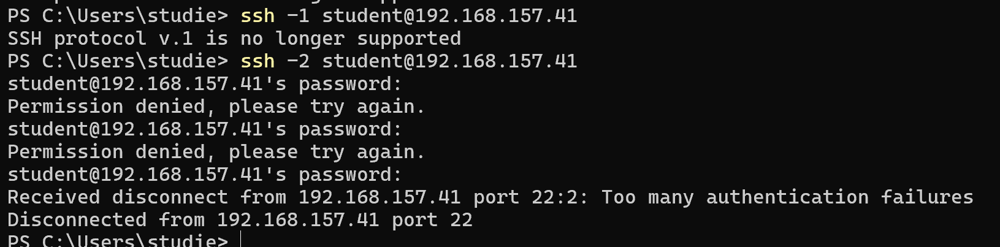 PS C:\Users\studie> ssh -1 student@192.168.157.41
SSH protocol v.1 is no longer supported
PS C:\Users\studie> ssh -2 student@192.168.157.41
student@192.168.157.41's password:
Permission denied, please try again.
student@192.168.157.41's password:
Permission denied, please try again.
student@192.168.157.41's password:
Received disconnect from 192.168.157.41 port 22:2: Too many authentication failures
Disconnected from 192.168.157.41 port 22
PS C:\Users\studie>